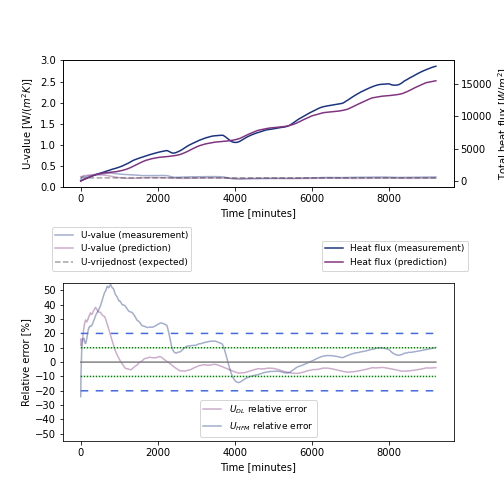 3.0
2.5
2.0
1.5
1.0
0.5
0.0
U-value [W/(m²K)]
15000
10000
5000
0
Total heat flux [W/m²]
0 2000 4000 6000 8000
Time [minutes]
U-value (measurement)
U-value (prediction)
U-vrijednost (expected)
Heat flux (measurement)
Heat flux (prediction)
50
40
30
20
10
0
−10
−20
−30
−40
−50
Relative error [%]
U_DL relative error
U_HFM relative error
0 2000 4000 6000 8000
Time [minutes]